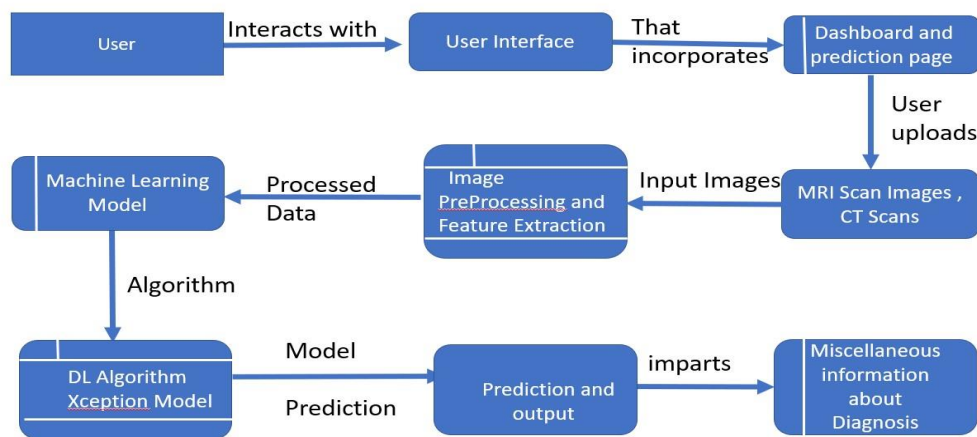 User
Interacts with
User Interface
That
incorporates
Dashboard and
prediction page
User
uploads
MRI Scan Images ,
CT Scans
Input Images
Image
PreProcessing and
Feature Extraction
Processed
Data
Machine Learning
Model
Algorithm
DL Algorithm
Xception Model
Model
Prediction
Prediction and
output
imparts
Miscellaneous
information
about
Diagnosis